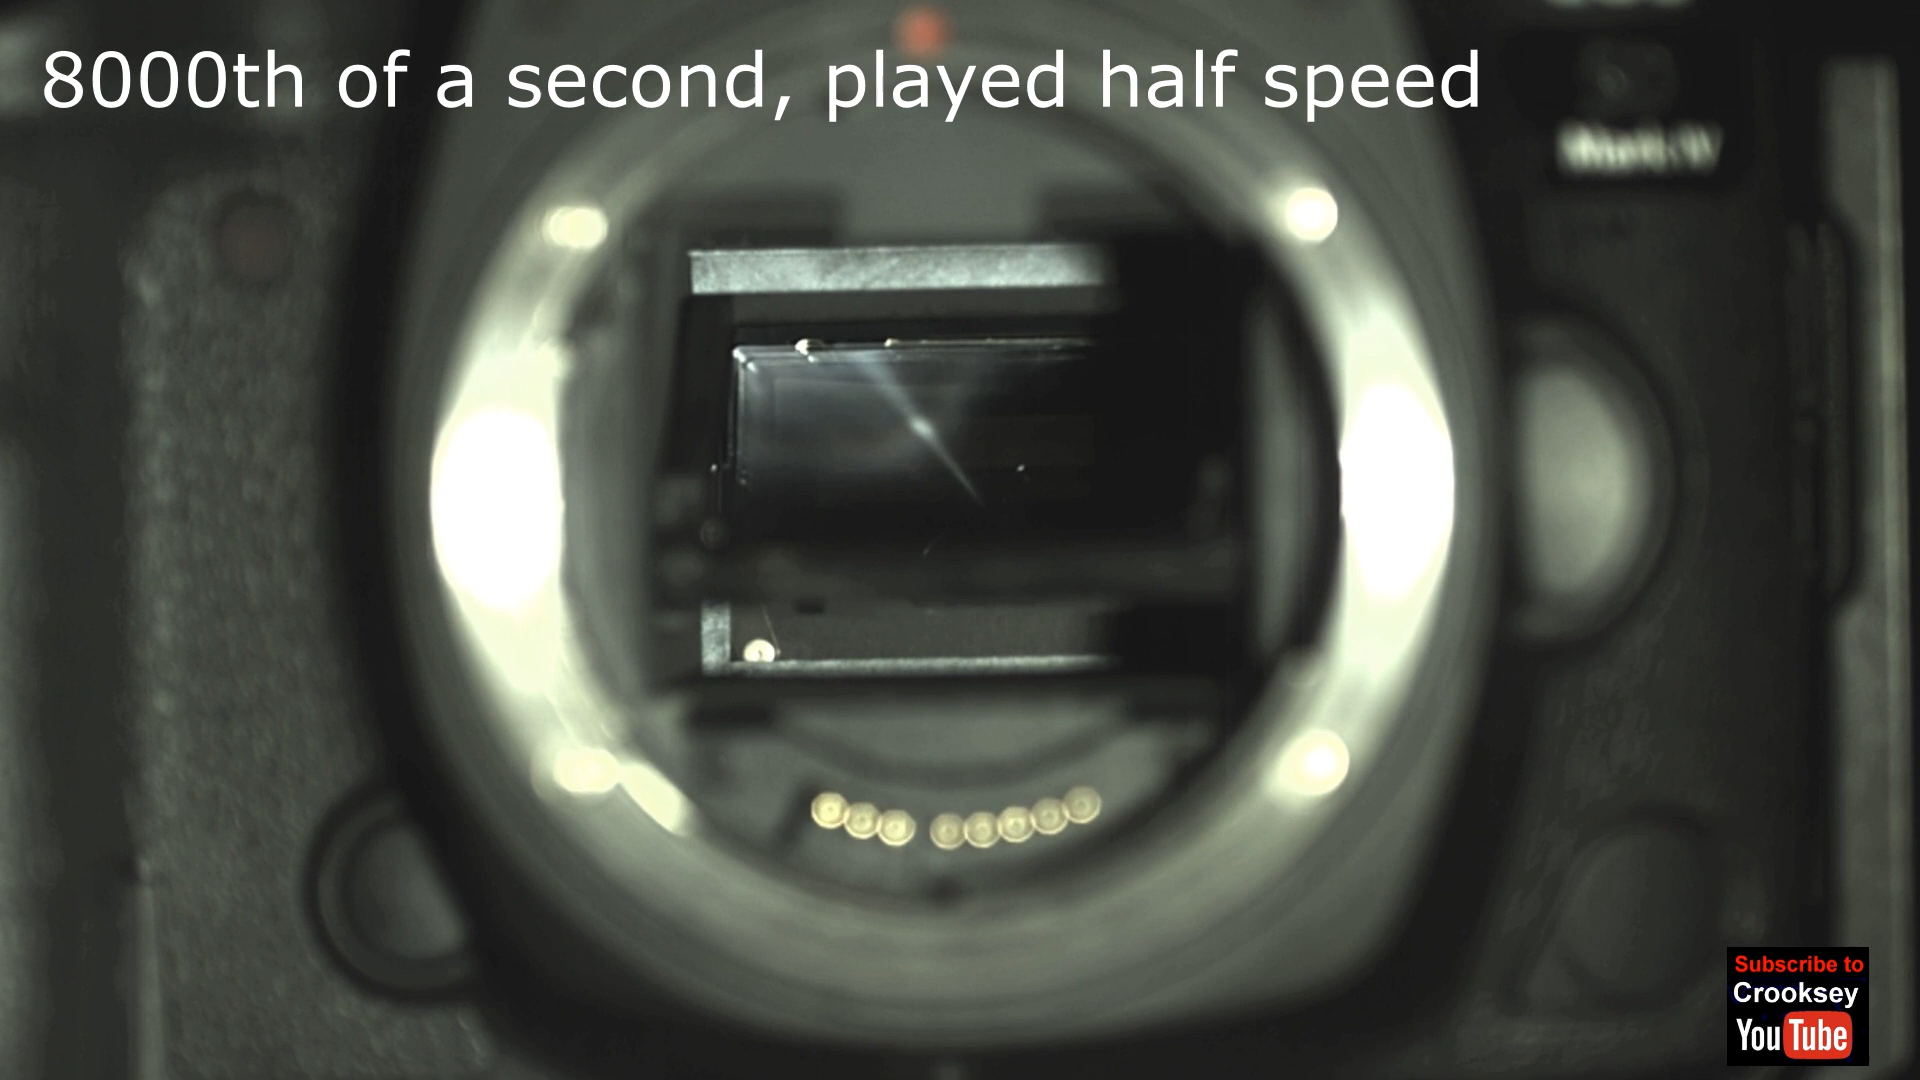 8000th of a second, played half speed
Subscribe to
Crooksey
YouTube